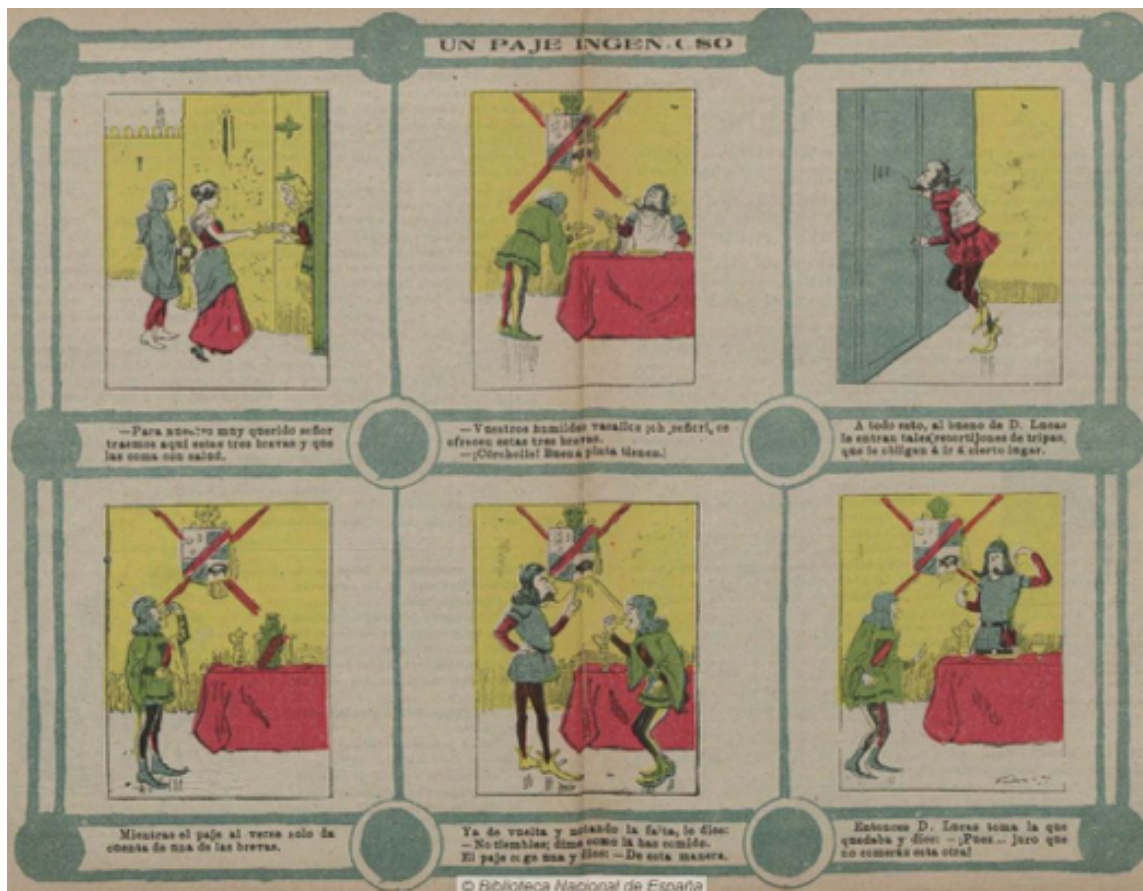 UN PAJE INGENIOSO
—Para nuestro muy querido señor
traemos aquí estas tres brevas y que
las coma con salud.
—Vuestros humildes vasallos ¡oh señor!, os
ofrecen estas tres brevas.
—¡Córcholis! Buena pinta tienen!
A todo esto, al bueno de D. Lucas
le entran tales retortijones de tripas,
que le obligan á ir á cierto lugar.
Mientras el paje al verse solo da
cuenta de una de las brevas.
Ya de vuelta y notando la falta, le dice:
—No tiembles; dime como la has comido.
El paje coge una y dice: —De esta manera.
Entonces D. Lucas toma la que
quedaba y dice: —¡Pues... juro que
no comerás esta otra!
© Biblioteca Nacional de España